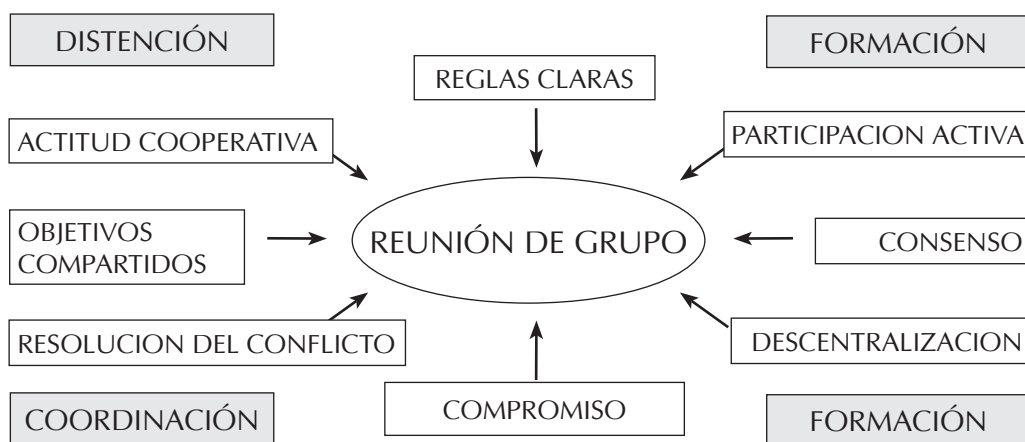 DISTENCIÓN
FORMACIÓN
REGLAS CLARAS
ACTITUD COOPERATIVA
PARTICIPACION ACTIVA
OBJETIVOS
COMPARTIDOS
REUNIÓN DE GRUPO
CONSENSO
RESOLUCION DEL CONFLICTO
DESCENTRALIZACION
COORDINACIÓN
COMPROMISO
FORMACIÓN